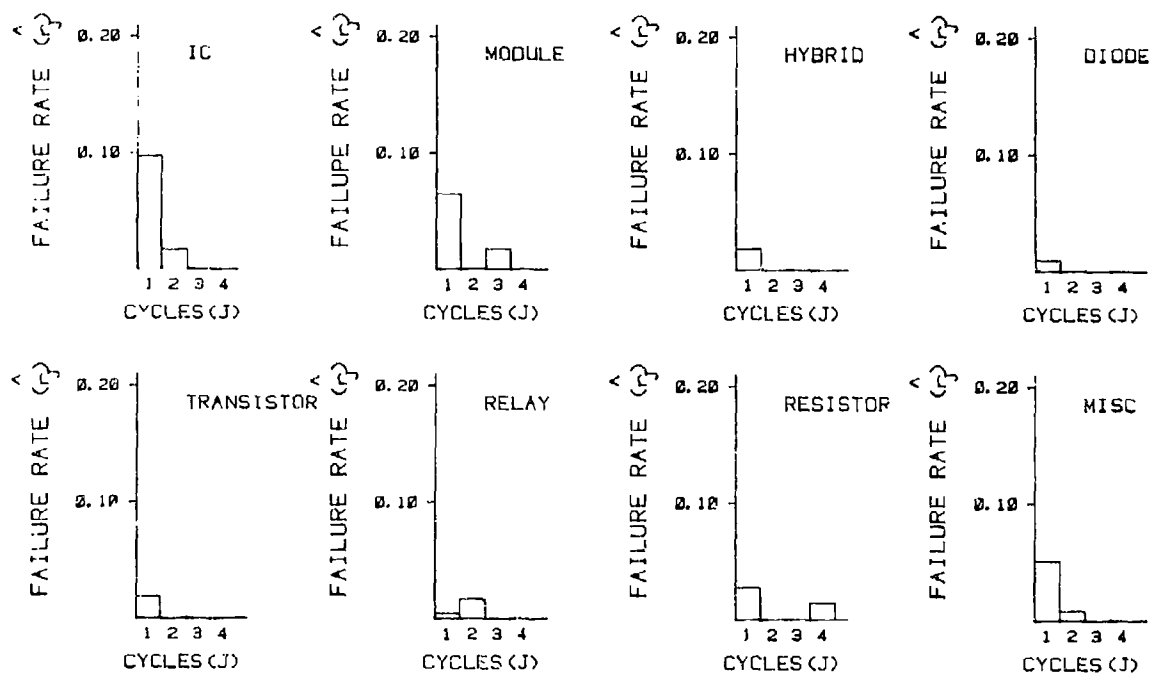 0.20
IC
FAILURE RATE
0.10
1 2 3 4
CYCLES(J)
0.20
MODULE
FAILUPE RATE
0.10
1 2 3 4
CYCLES(J)
0.20
HYBRID
FAILURE RATE
0.10
1 2 3 4
CYCLES(J)
0.20
DIODE
FAILURE RATE
0.10
1 2 3 4
CYCLES(J)
0.20
TRANSISTOR
FAILURE RATE
0.10
1 2 3 4
CYCLES(J)
0.20
RELAY
FAILURE RATE
0.10
1 2 3 4
CYCLES(J)
0.20
RESISTOR
FAILURE RATE
0.10
1 2 3 4
CYCLES(J)
0.20
MISC
FAILURE RATE
0.10
1 2 3 4
CYCLES(J)